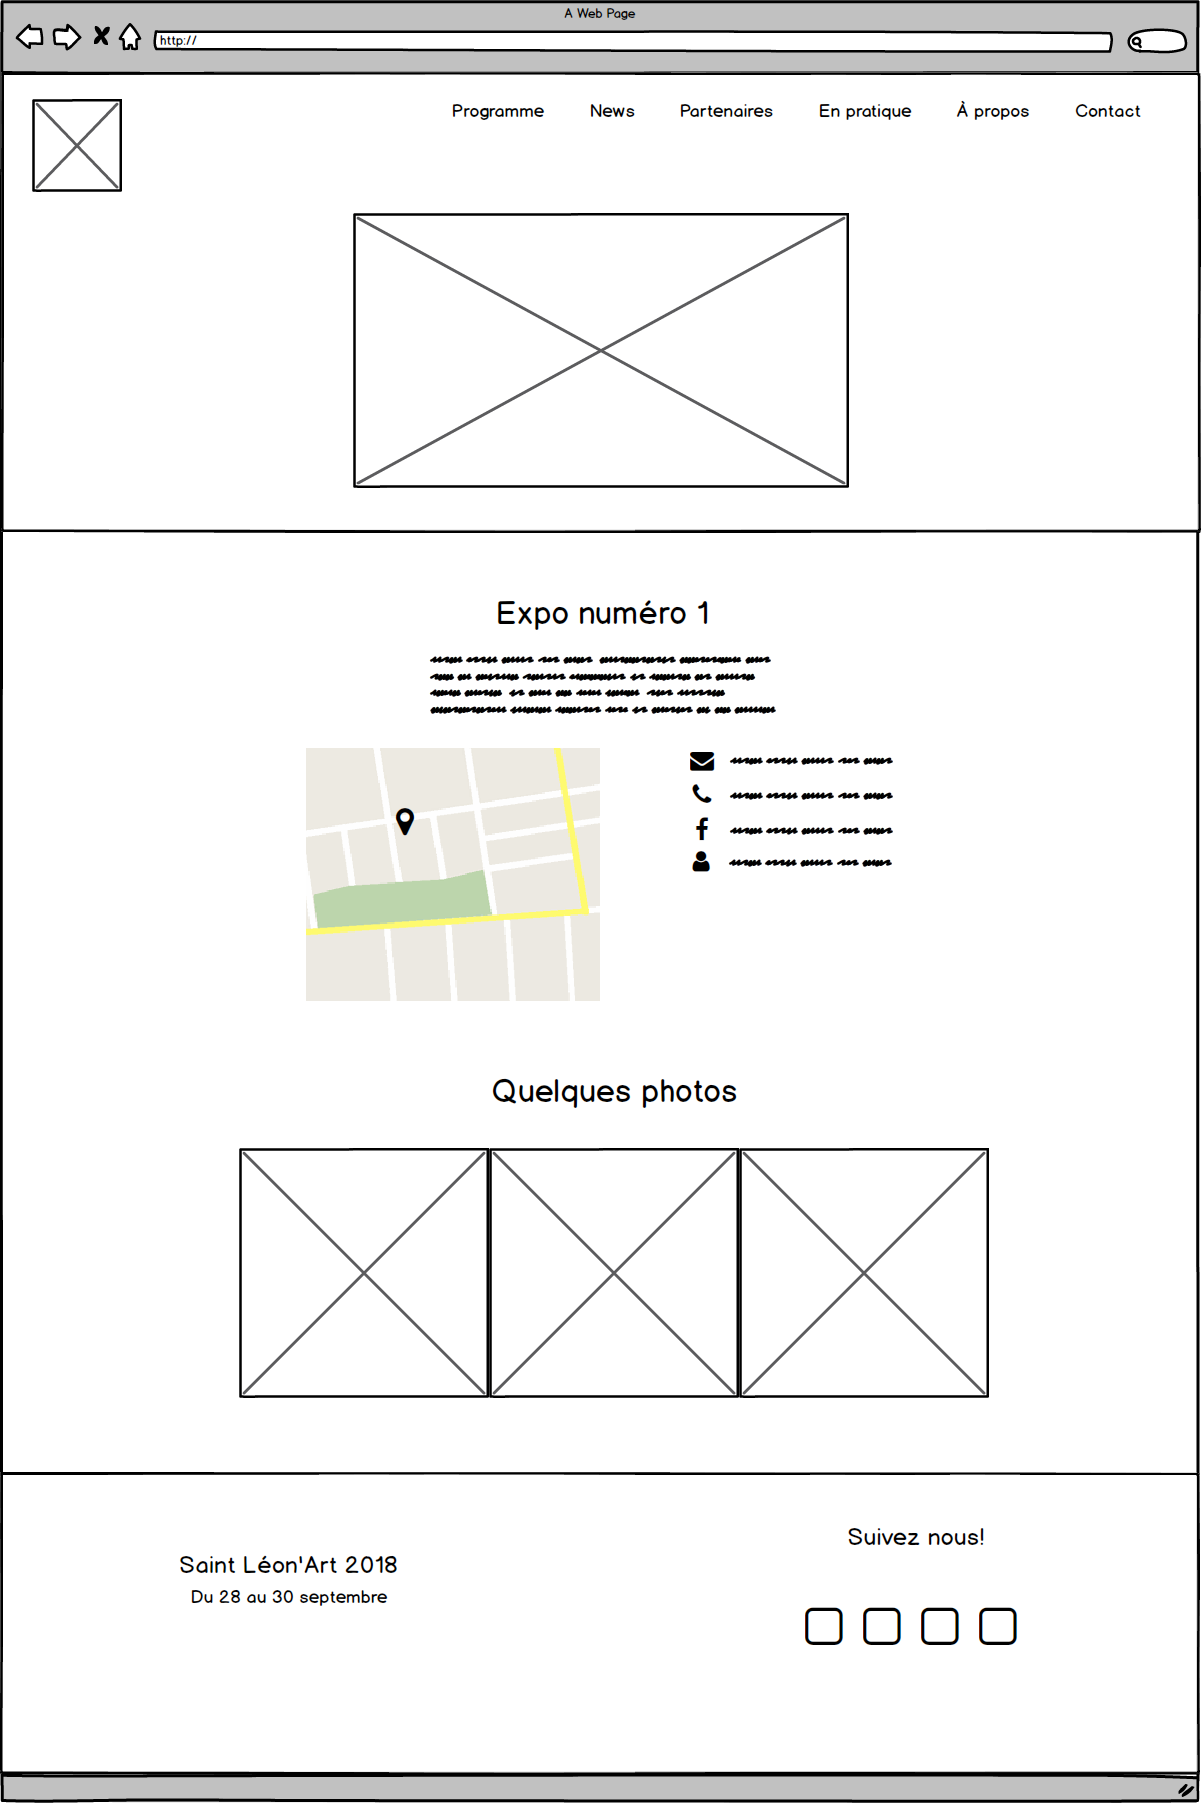 A Web Page
http://
Programme News Partenaires En pratique À propos Contact
Expo numéro 1
Quelques photos
Suivez nous!
Saint Léon'Art 2018
Du 28 au 30 septembre